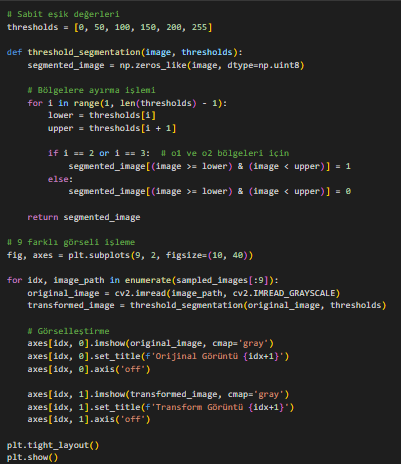 # Sabit eşik değerleri
thresholds = [0, 50, 100, 150, 200, 255]

def threshold_segmentation(image, thresholds):
    segmented_image = np.zeros_like(image, dtype=np.uint8)

    # Bölgelere ayırma işlemi
    for i in range(1, len(thresholds) - 1):
        lower = thresholds[i]
        upper = thresholds[i + 1]

        if i == 2 or i == 3:  # o1 ve o2 bölgeleri için
            segmented_image[(image >= lower) & (image < upper)] = 1
        else:
            segmented_image[(image >= lower) & (image < upper)] = 0

    return segmented_image

# 9 farklı görseli işleme
fig, axes = plt.subplots(9, 2, figsize=(10, 40))

for idx, image_path in enumerate(sampled_images[:9]):
    original_image = cv2.imread(image_path, cv2.IMREAD_GRAYSCALE)
    transformed_image = threshold_segmentation(original_image, thresholds)

    # Görselleştirme
    axes[idx, 0].imshow(original_image, cmap='gray')
    axes[idx, 0].set_title(f'Orijinal Görüntü {idx+1}')
    axes[idx, 0].axis('off')

    axes[idx, 1].imshow(transformed_image, cmap='gray')
    axes[idx, 1].set_title(f'Transform Görüntü {idx+1}')
    axes[idx, 1].axis('off')

plt.tight_layout()
plt.show()